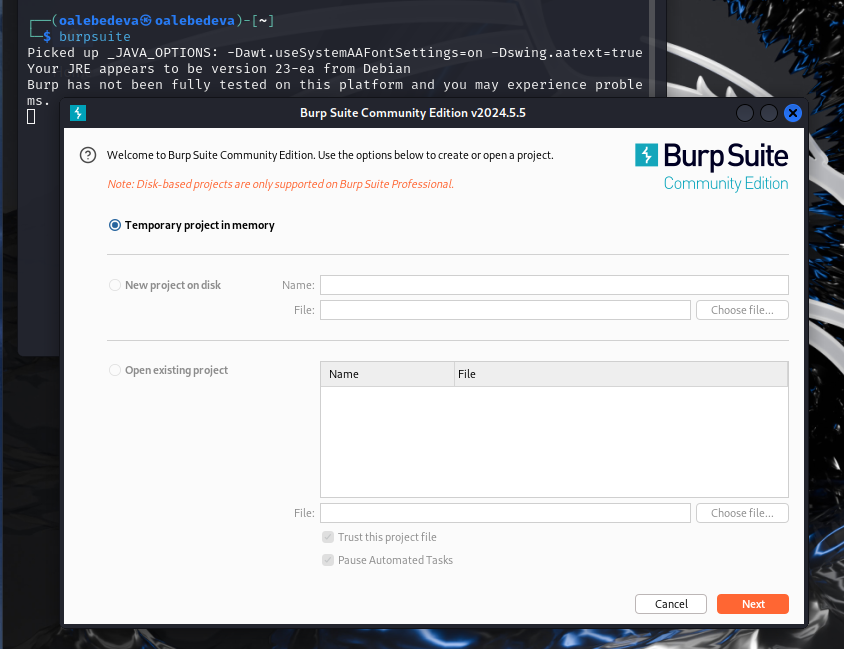 ┌──(oalebedeva㉿oalebedeva)-[~]
└─$ burpsuite
Picked up _JAVA_OPTIONS: -Dawt.useSystemAAFontSettings=on -Dswing.aatext=true
Your JRE appears to be version 23-ea from Debian
Burp has not been fully tested on this platform and you may experience proble
ms.
Burp Suite Community Edition v2024.5.5
Welcome to Burp Suite Community Edition. Use the options below to create or open a project.
Note: Disk-based projects are only supported on Burp Suite Professional.
Burp Suite
Community Edition
Temporary project in memory
New project on disk
Name:
File:
Choose file...
Open existing project
Name File
File:
Choose file...
Trust this project file
Pause Automated Tasks
Cancel
Next